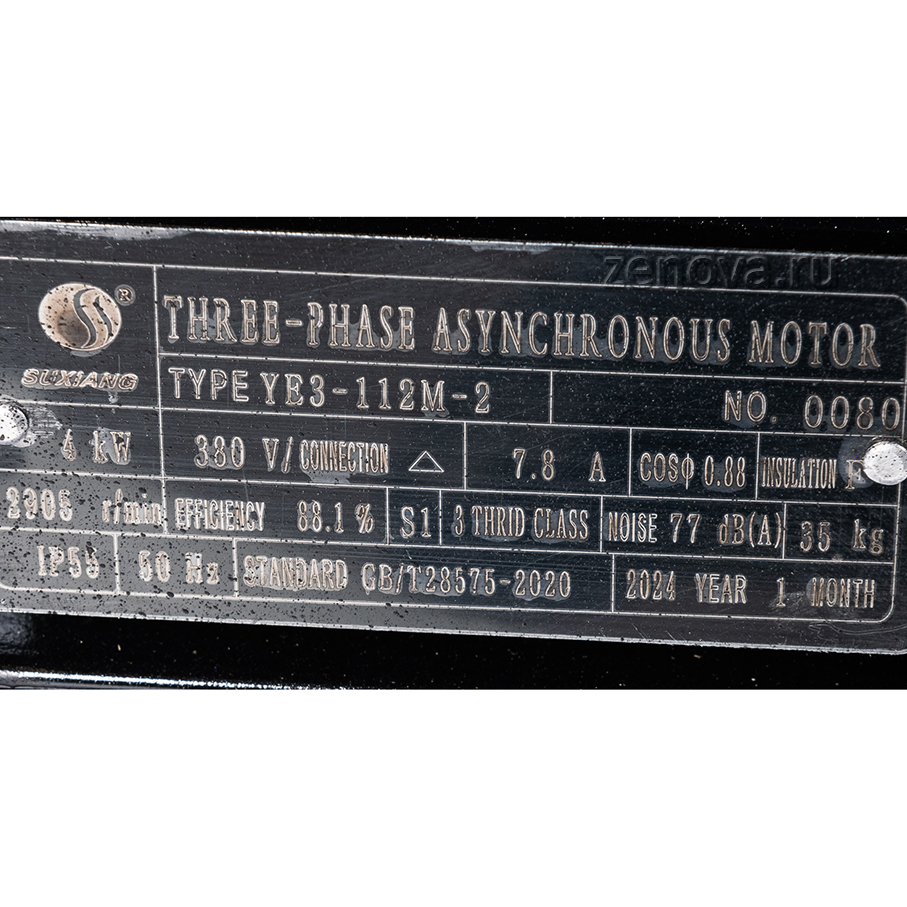 zenova.ru
®
THREE-PHASE ASYNCHRONOUS MOTOR
SUXIANG
TYPE YE3-112M-2 NO. 0080
4 kW 380 V/ CONNECTION △ 7.8 A COSϕ 0.88 INSULATION F
2905 r/min EFFICIENCY 88.1 % S1 3 THRID CLASS NOISE 77 dB(A) 35 kg
IP55 50 Hz STANDARD GB/T28575-2020 2024 YEAR 1 MONTH